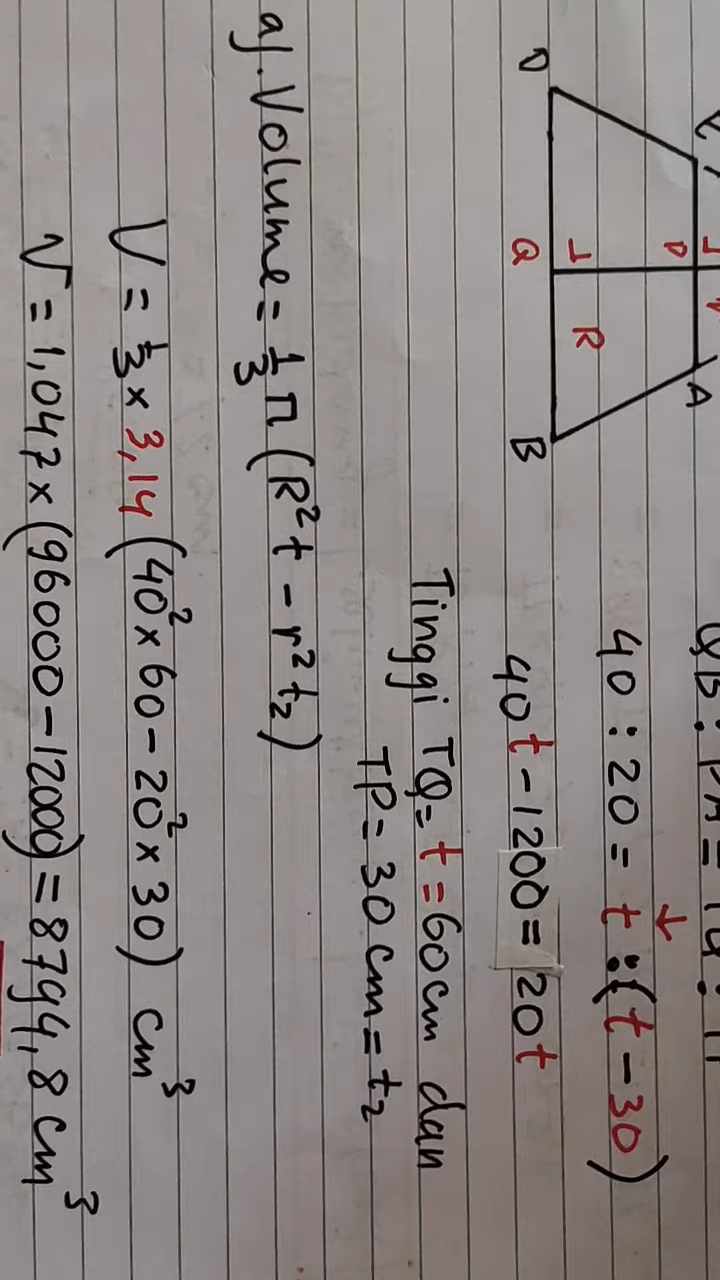 QB : PA = TQ : T
40 : 20 = t : (t - 30)
40t - 1200 = 20t
Tinggi TQ = t = 60 cm dan
TP = 30 cm = t₂
A
P
D
Q
R
B
a). Volume = 1/3 π (R²t - r²t₂)
V = 1/3 × 3,14 (40² × 60 - 20² × 30) cm³
V = 1,047 × (96000 - 12000) = 8794,8 cm³